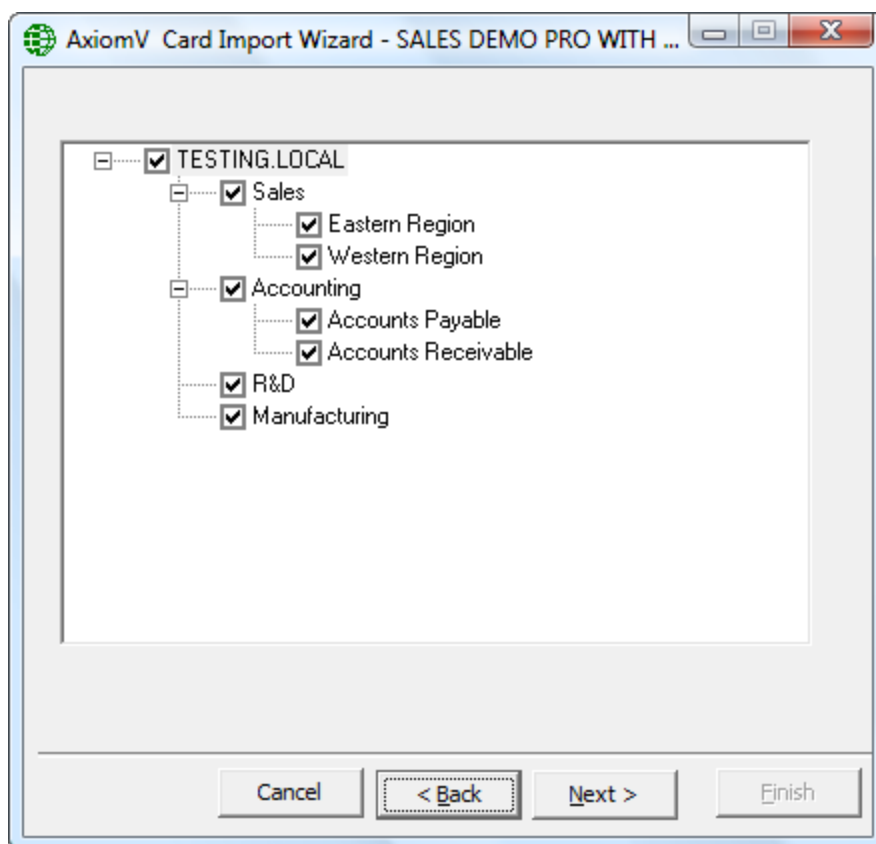 AxiomV Card Import Wizard - SALES DEMO PRO WITH ...
TESTING.LOCAL
Sales
Eastern Region
Western Region
Accounting
Accounts Payable
Accounts Receivable
R&D
Manufacturing
Cancel < Back Next > Finish